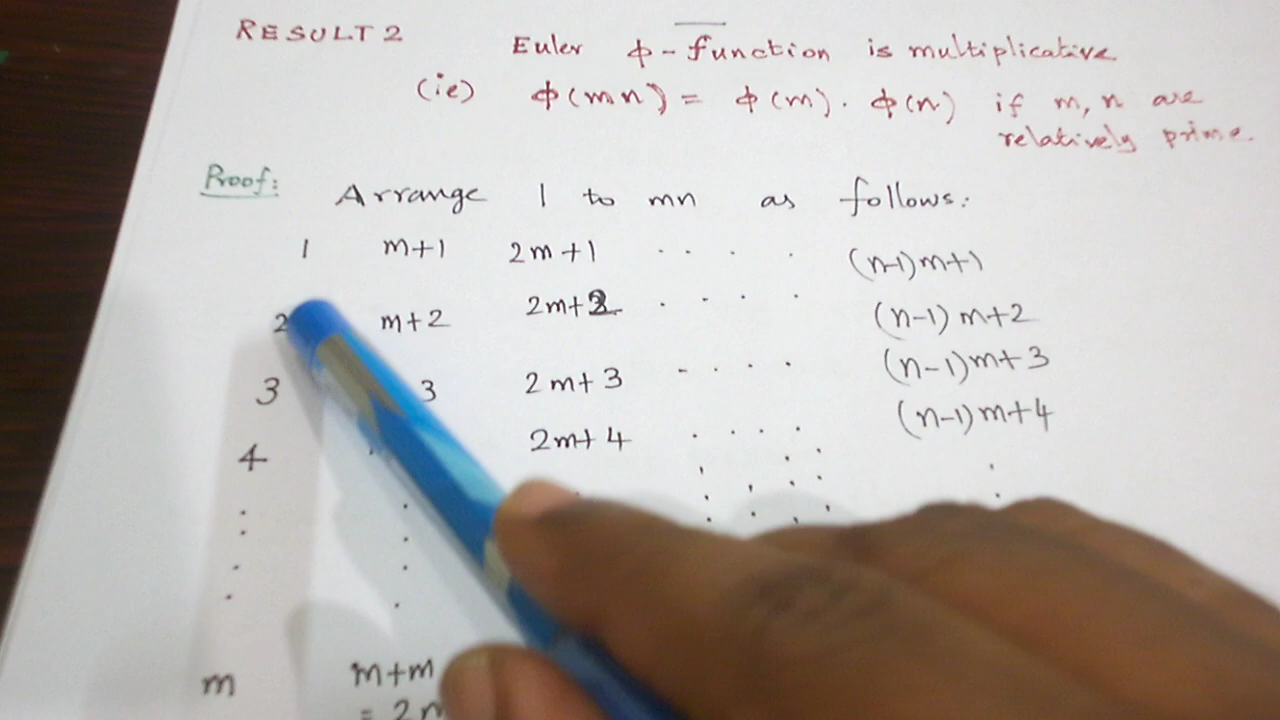 RESULT 2
Euler ϕ-function is multiplicative
(ie) ϕ(mn) = ϕ(m). ϕ(n) if m, n are
relatively prime.
Proof: Arrange 1 to mn as follows:
1 m+1 2m+1 .... (n-1)m+1
2 m+2 2m+2 .... (n-1)m+2
3 3 2m+3 .... (n-1)m+3
4 2m+4 .... (n-1)m+4
m m+m
= 2m